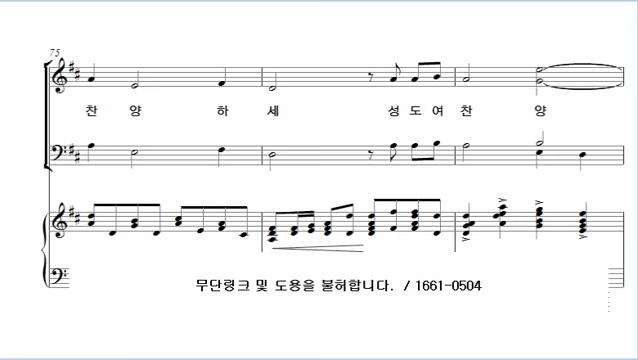 75
찬 양 하 세 성 도 여 찬 양
무단링크 및 도용을 불허합니다. / 1661-0504